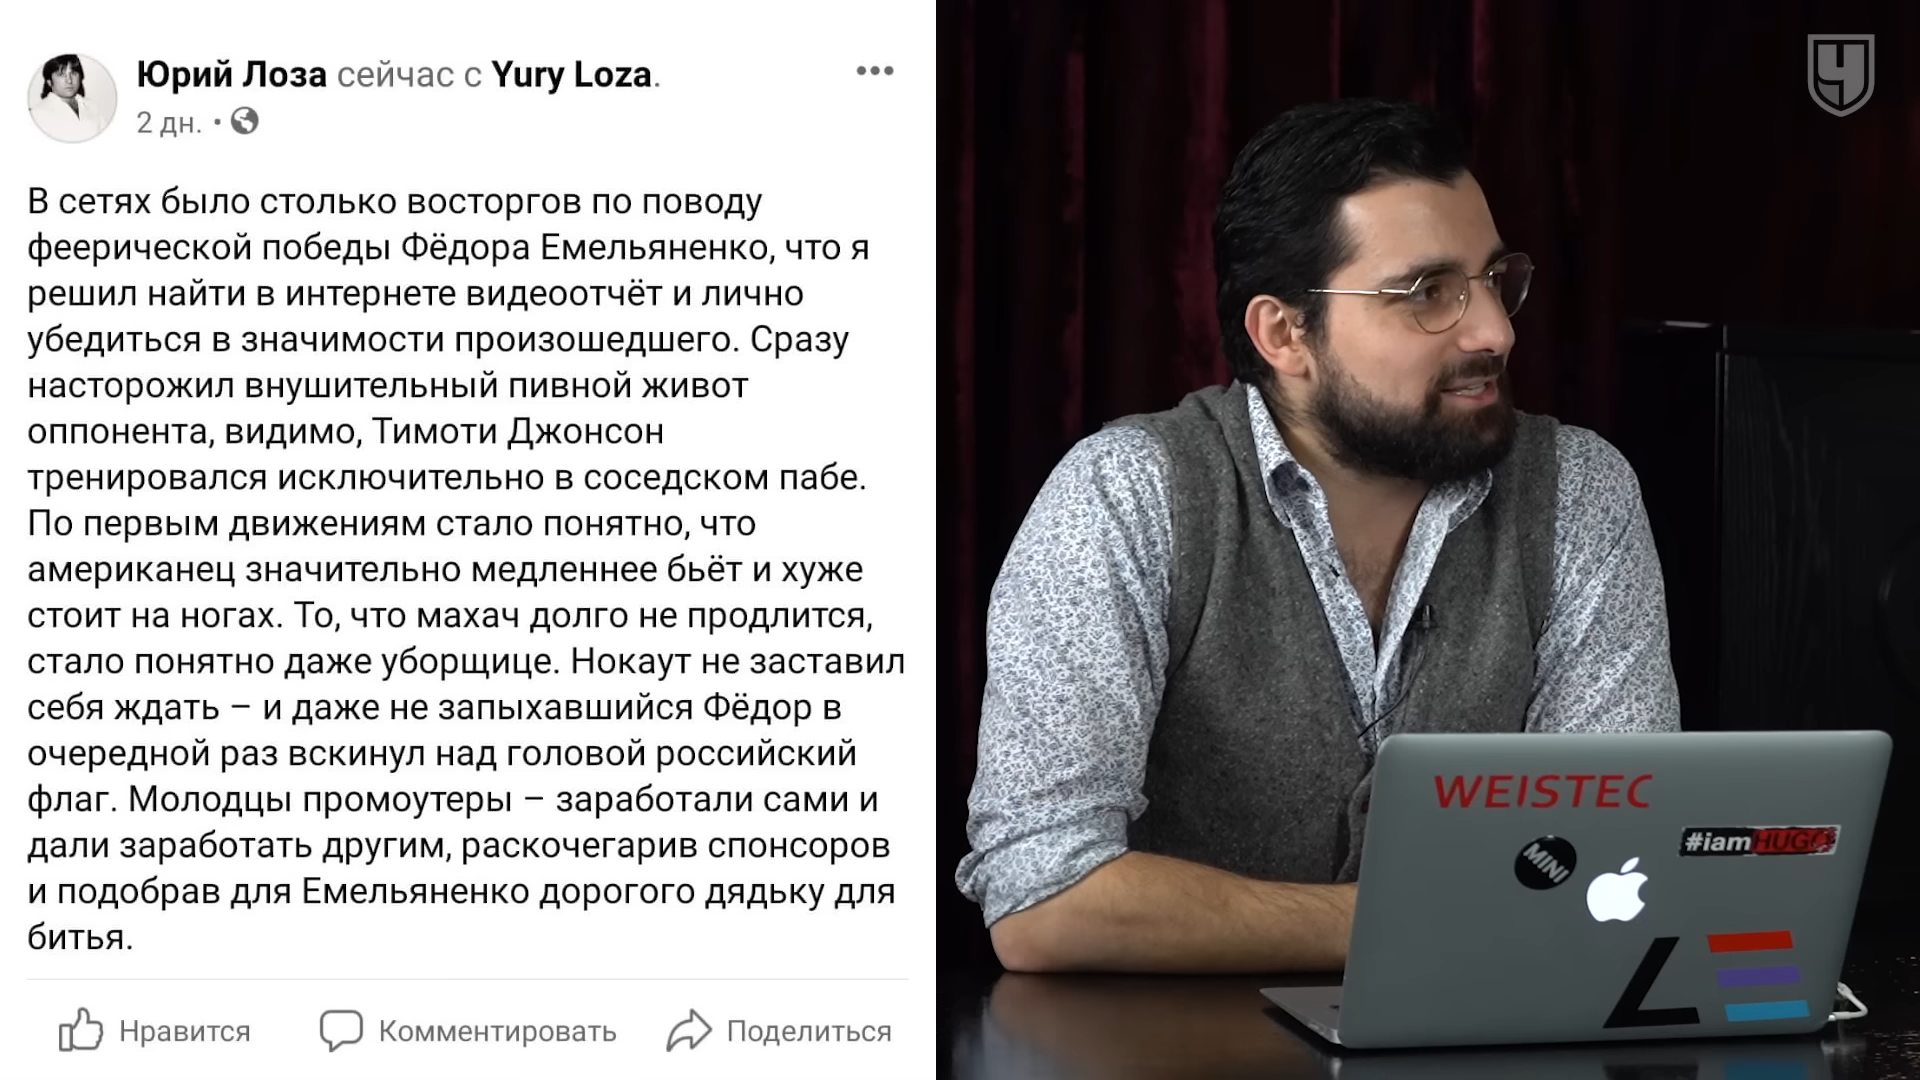 Юрий Лоза сейчас с Yury Loza.
2 дн.
В сетях было столько восторгов по поводу
феерической победы Фёдора Емельяненко, что я
решил найти в интернете видеоотчёт и лично
убедиться в значимости произошедшего. Сразу
насторожил внушительный пивной живот
оппонента, видимо, Тимоти Джонсон
тренировался исключительно в соседском пабе.
По первым движениям стало понятно, что
американец значительно медленнее бьёт и хуже
стоит на ногах. То, что махач долго не продлится,
стало понятно даже уборщице. Нокаут не заставил
себя ждать – и даже не запыхавшийся Фёдор в
очередной раз вскинул над головой российский
флаг. Молодцы промоутеры – заработали сами и
дали заработать другим, раскочегарив спонсоров
и подобрав для Емельяненко дорогого дядьку для
битья.
Нравится
Комментировать
Поделиться
Ч
WEISTEC
MINI
#iamHUGO